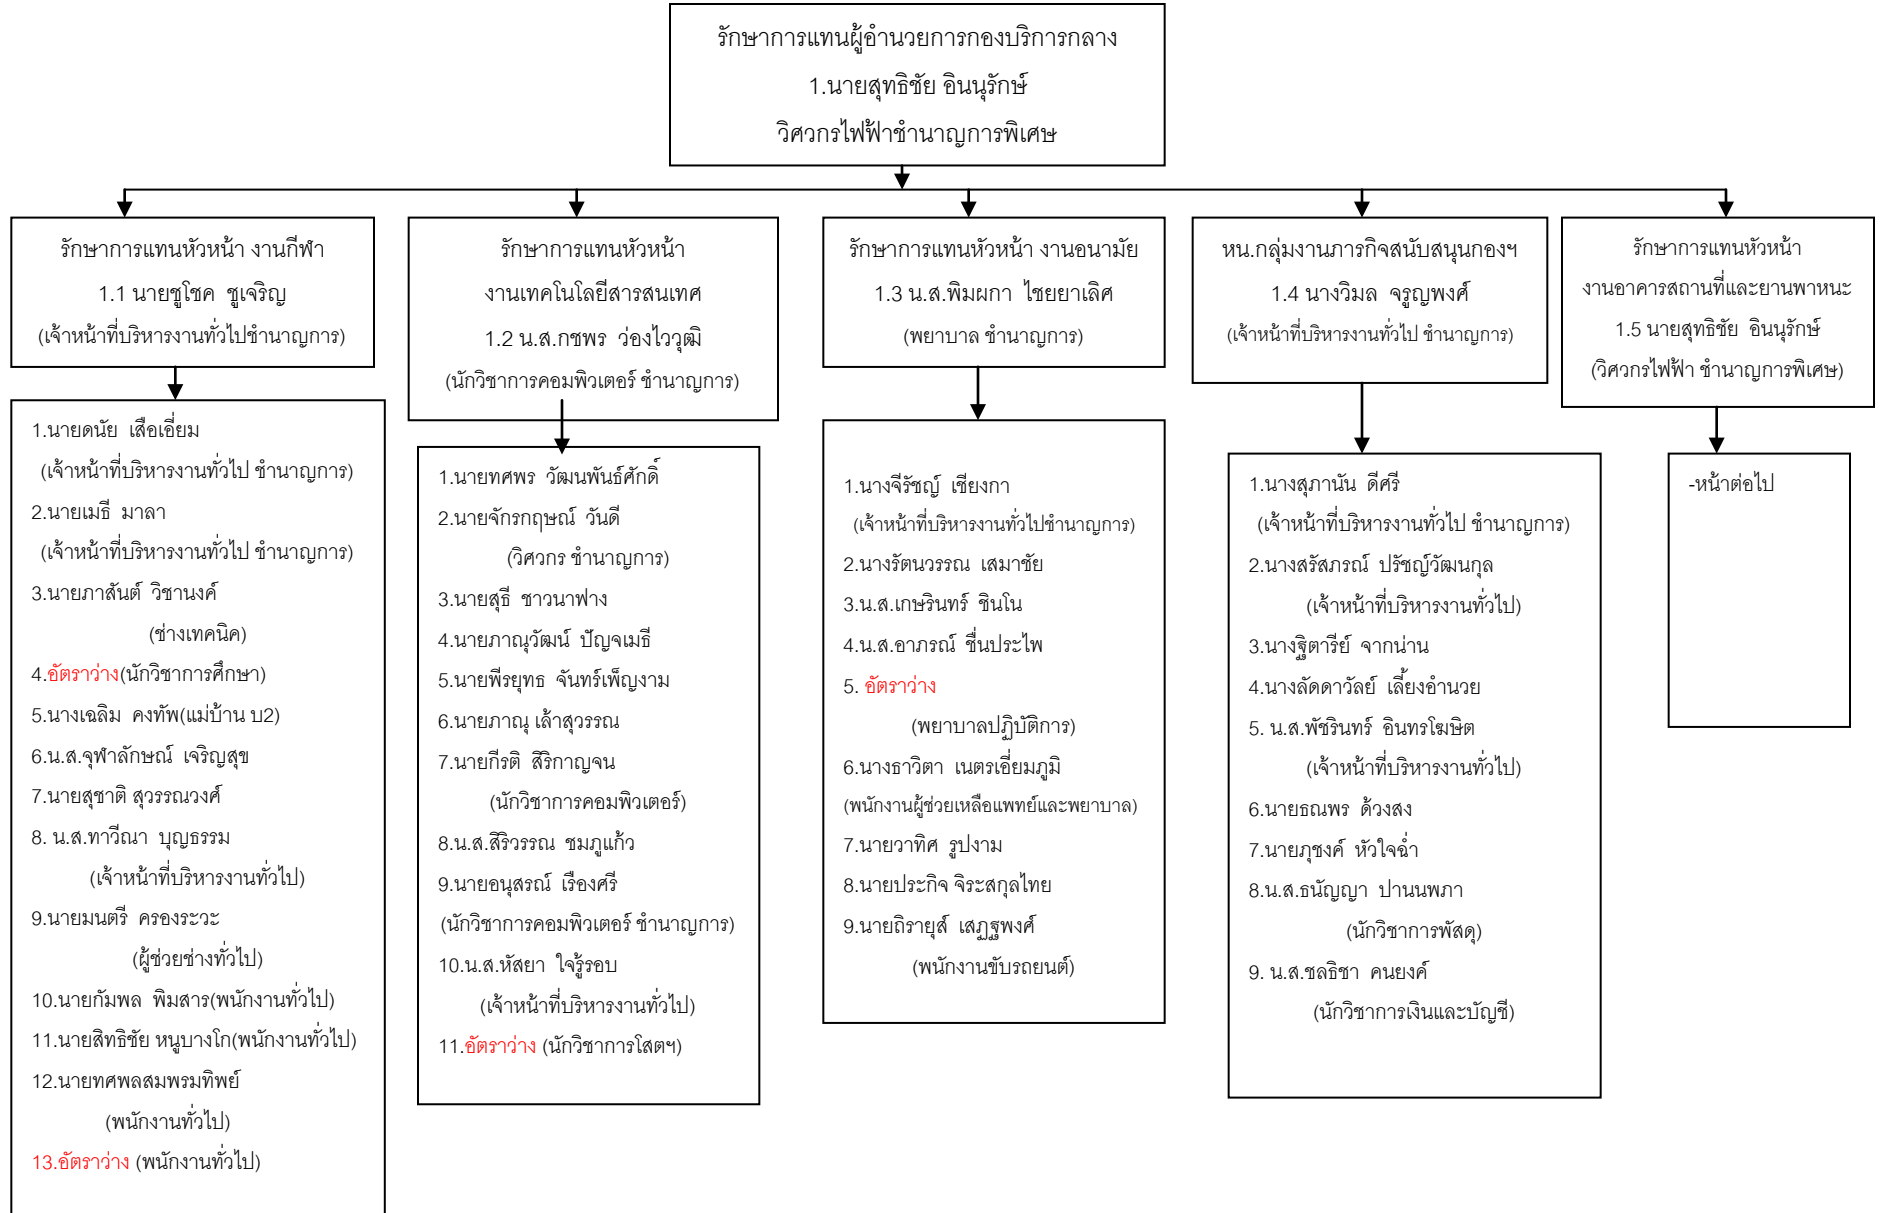 รักษาการแทนผู้อำนวยการกองบริการกลาง
1.นายสุทธิชัย อินนุรักษ์
วิศวกรไฟฟ้าชำนาญการพิเศษ
รักษาการแทนหัวหน้า งานกีฬา
1.1 นายชูโชค ชูเจริญ
(เจ้าหน้าที่บริหารงานทั่วไปชำนาญการ)
รักษาการแทนหัวหน้า
งานเทคโนโลยีสารสนเทศ
1.2 น.ส.กชพร ว่องไววุฒิ
(นักวิชาการคอมพิวเตอร์ ชำนาญการ)
รักษาการแทนหัวหน้า งานอนามัย
1.3 น.ส.พิมผกา ไชยยาเลิศ
(พยาบาล ชำนาญการ)
หน.กลุ่มงานภารกิจสนับสนุนกองฯ
1.4 นางวิมล จรูญพงศ์
(เจ้าหน้าที่บริหารงานทั่วไป ชำนาญการ)
รักษาการแทนหัวหน้า
งานอาคารสถานที่และยานพาหนะ
1.5 นายสุทธิชัย อินนุรักษ์
(วิศวกรไฟฟ้า ชำนาญการพิเศษ)
1.นายดนัย เสือเอี่ยม
(เจ้าหน้าที่บริหารงานทั่วไป ชำนาญการ)
2.นายเมธี มาลา
(เจ้าหน้าที่บริหารงานทั่วไป ชำนาญการ)
3.นายภาสันต์ วิชานงค์
(ช่างเทคนิค)
4.อัตราว่าง(นักวิชาการศึกษา)
5.นางเฉลิม คงทัพ(แม่บ้าน บ2)
6.น.ส.จุฬาลักษณ์ เจริญสุข
7.นายสุชาติ สุวรรณวงศ์
8. น.ส.ทาวีณา บุญธรรม
(เจ้าหน้าที่บริหารงานทั่วไป)
9.นายมนตรี ครองระวะ
(ผู้ช่วยช่างทั่วไป)
10.นายกัมพล พิมสาร(พนักงานทั่วไป)
11.นายสิทธิชัย หนูบางโก(พนักงานทั่วไป)
12.นายทศพลสมพรมทิพย์
(พนักงานทั่วไป)
13.อัตราว่าง (พนักงานทั่วไป)
1.นายทศพร วัฒนพันธ์ศักดิ์
2.นายจักรกฤษณ์ วันดี
(วิศวกร ชำนาญการ)
3.นายสุธี ชาวนาฟาง
4.นายภาณุวัฒน์ ปัญจเมธี
5.นายพีรยุทธ จันทร์เพ็ญงาม
6.นายภาณุ เล้าสุวรรณ
7.นายกีรติ สิริกาญจน
(นักวิชาการคอมพิวเตอร์)
8.น.ส.สิริวรรณ ชมภูแก้ว
9.นายอนุสรณ์ เรืองศรี
(นักวิชาการคอมพิวเตอร์ ชำนาญการ)
10.น.ส.หัสยา ใจรู้รอบ
(เจ้าหน้าที่บริหารงานทั่วไป)
11.อัตราว่าง (นักวิชาการโสตฯ)
1.นางจีรัชญ์ เชียงกา
(เจ้าหน้าที่บริหารงานทั่วไปชำนาญการ)
2.นางรัตนวรรณ เสมาชัย
3.น.ส.เกษรินทร์ ชินโน
4.น.ส.อาภรณ์ ชื่นประไพ
5. อัตราว่าง
(พยาบาลปฏิบัติการ)
6.นางธาวิตา เนตรเอี่ยมภูมิ
(พนักงานผู้ช่วยเหลือแพทย์และพยาบาล)
7.นายวาทิศ รูปงาม
8.นายประกิจ จิระสกุลไทย
9.นายถิรายุส์ เสฏฐพงศ์
(พนักงานขับรถยนต์)
1.นางสุภานัน ดีศรี
(เจ้าหน้าที่บริหารงานทั่วไป ชำนาญการ)
2.นางสรัสภรณ์ ปรัชญ์วัฒนกุล
(เจ้าหน้าที่บริหารงานทั่วไป)
3.นางฐิตารีย์ จากน่าน
4.นางลัดดาวัลย์ เลี้ยงอำนวย
5. น.ส.พัชรินทร์ อินทรโฆษิต
(เจ้าหน้าที่บริหารงานทั่วไป)
6.นายธณพร ด้วงสง
7.นายภุชงค์ หัวใจฉ่ำ
8.น.ส.ธนัญญา ปานนพภา
(นักวิชาการพัสดุ)
9. น.ส.ชลธิชา คนยงค์
(นักวิชาการเงินและบัญชี)
-หน้าต่อไป